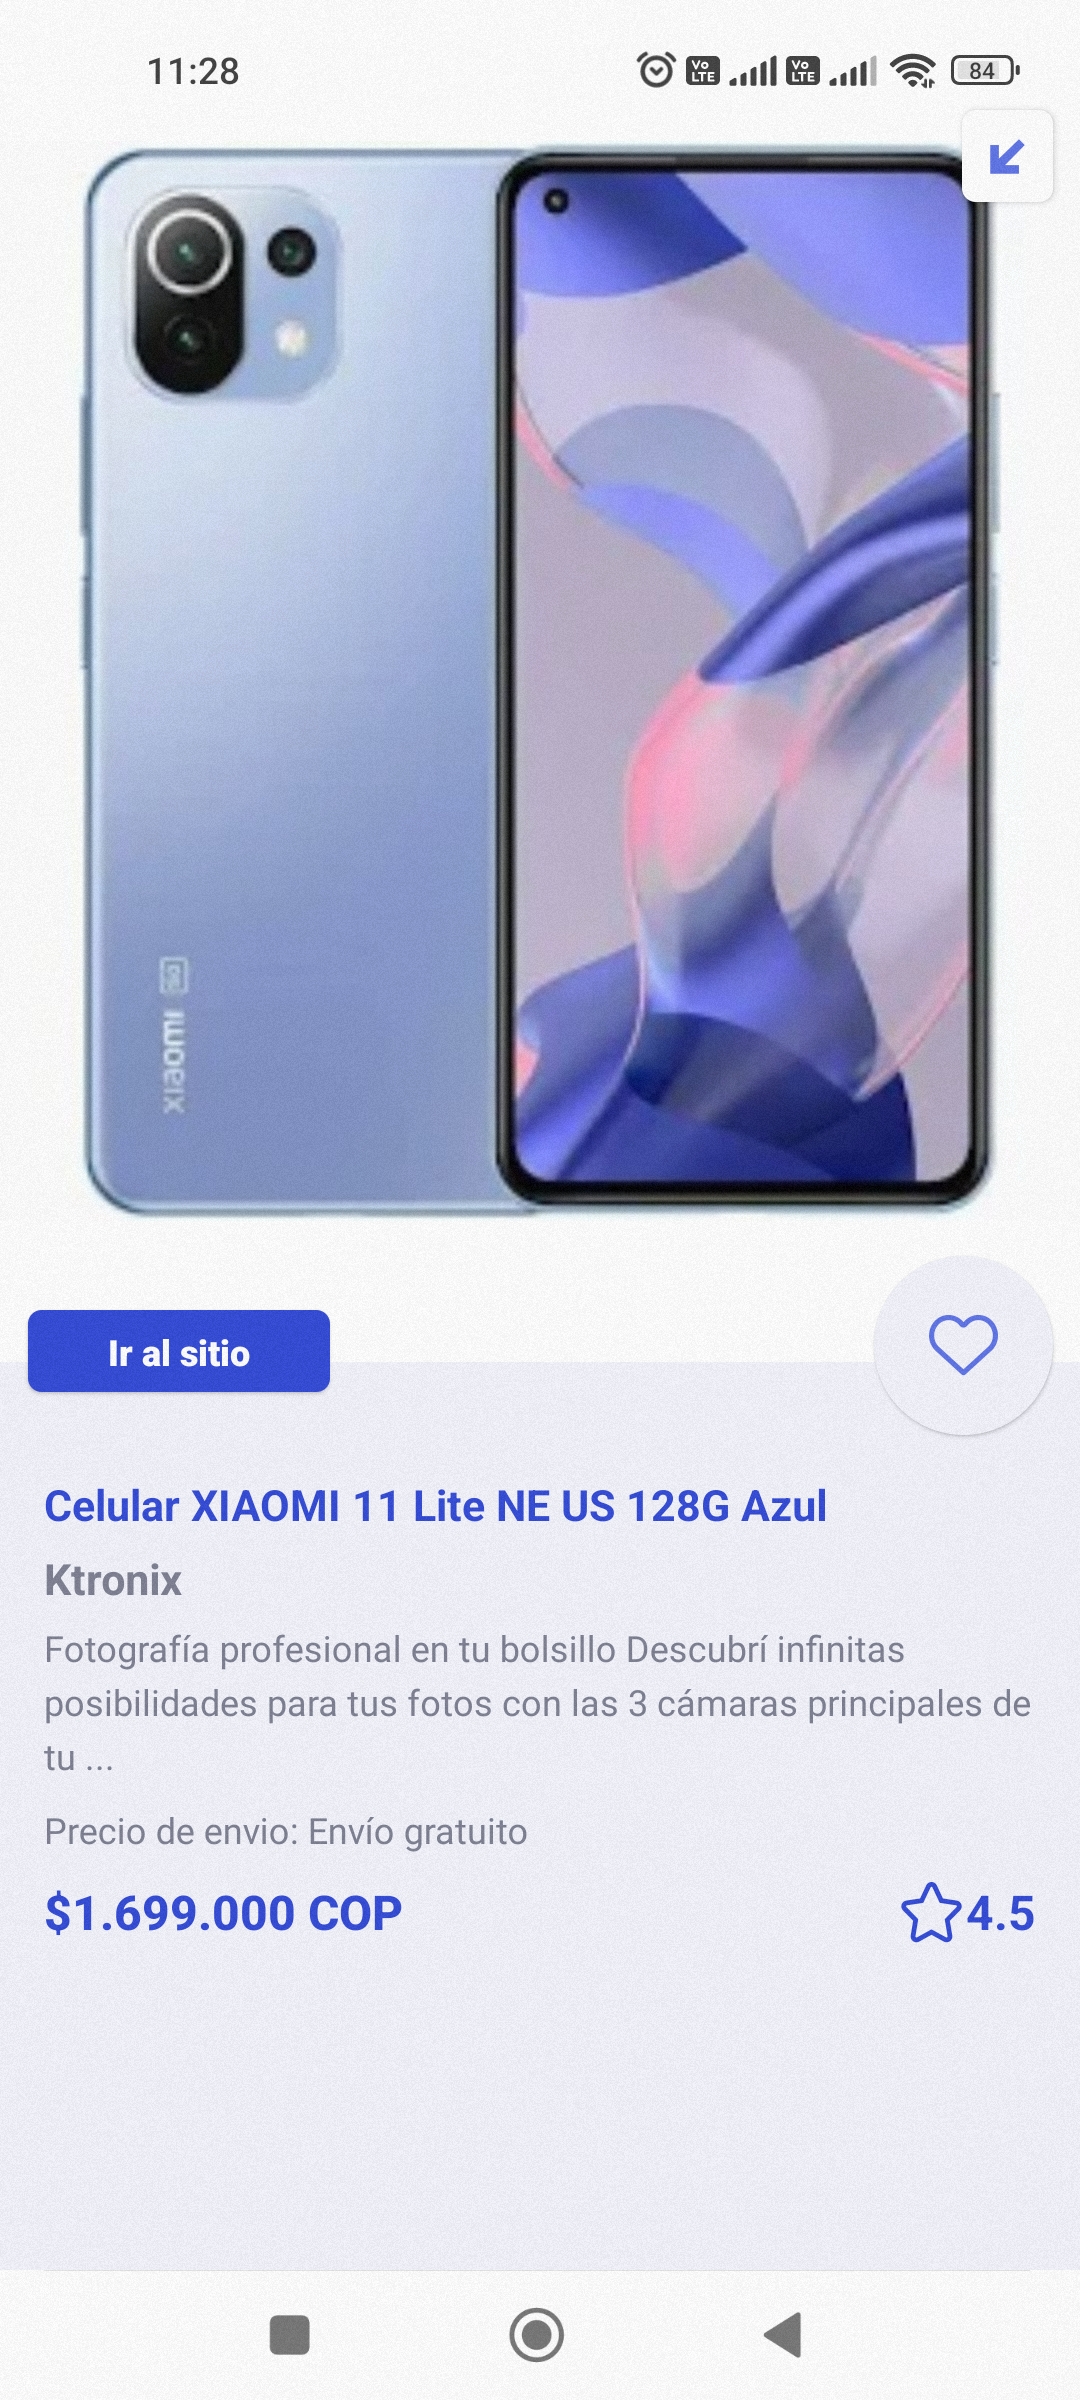 11:28
Vo LTE
Vo LTE
84
5G
xiaomi
Ir al sitio
Celular XIAOMI 11 Lite NE US 128G Azul
Ktronix
Fotografía profesional en tu bolsillo Descubrí infinitas
posibilidades para tus fotos con las 3 cámaras principales de
tu ...
Precio de envio: Envío gratuito
$1.699.000 COP
4.5